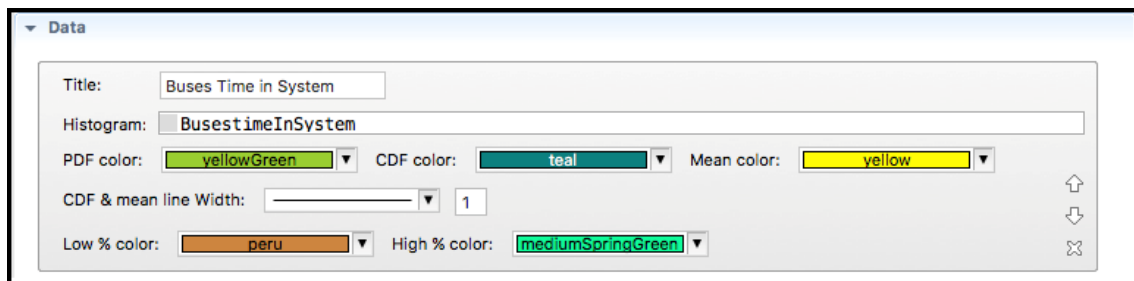 Data
Title: Buses Time in System
Histogram: BusestimeInSystem
PDF color: yellowGreen CDF color: teal Mean color: yellow
CDF & mean line Width: 1
Low % color: peru High % color: mediumSpringGreen